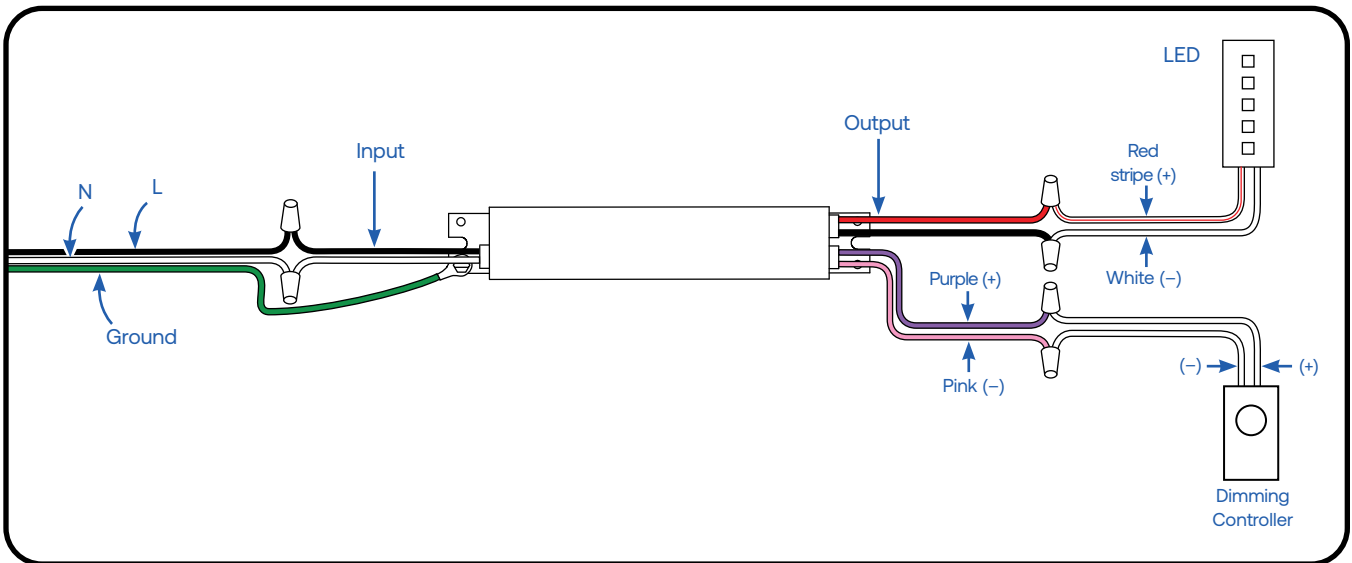 LED
Output
Input
Red
stripe (+)
N
L
White (–)
Purple (+)
Ground
(–)
(+)
Pink (–)
Dimming
Controller